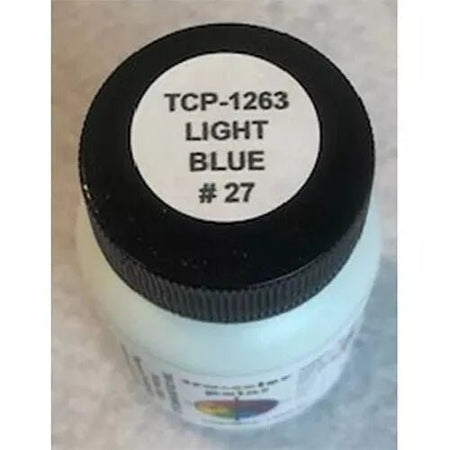 TCP-1263
LIGHT
BLUE
# 27